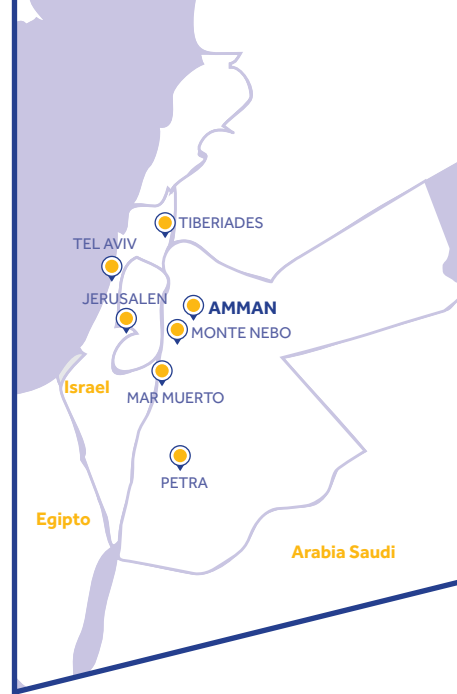 TIBERIADES
TEL AVIV
JERUSALEN
AMMAN
MONTE NEBO
Israel
MAR MUERTO
PETRA
Egipto
Arabia Saudi